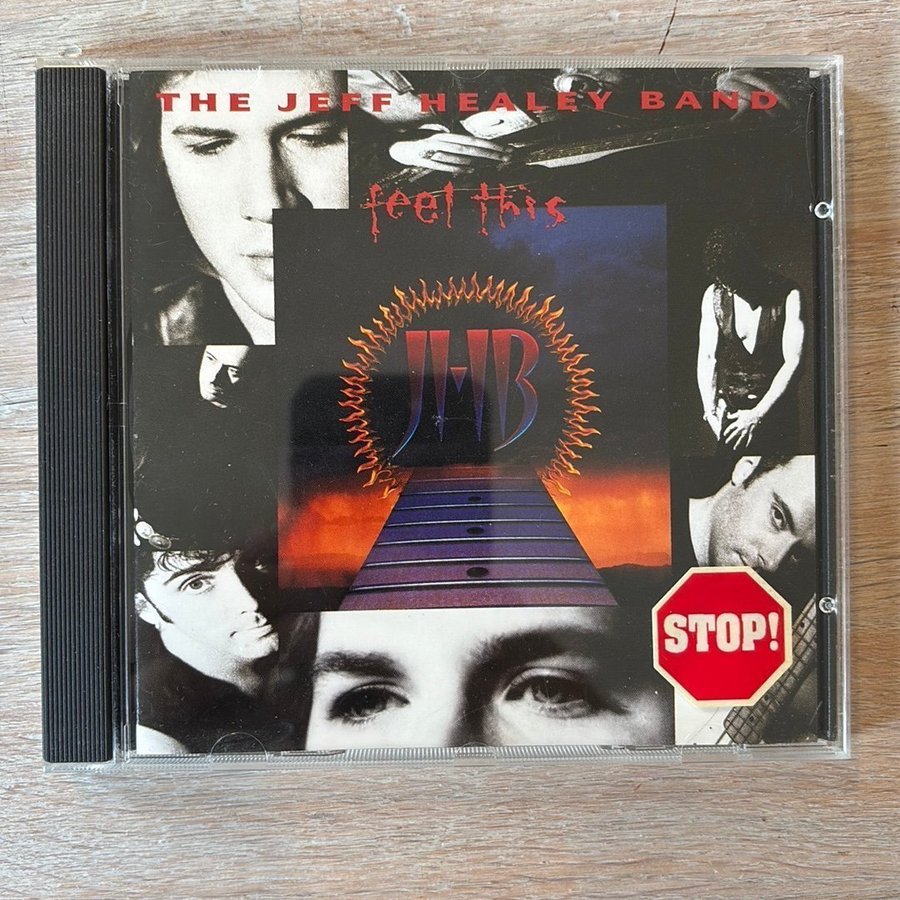 THE JEFF HEALEY BAND
feel this
JHB
STOP!